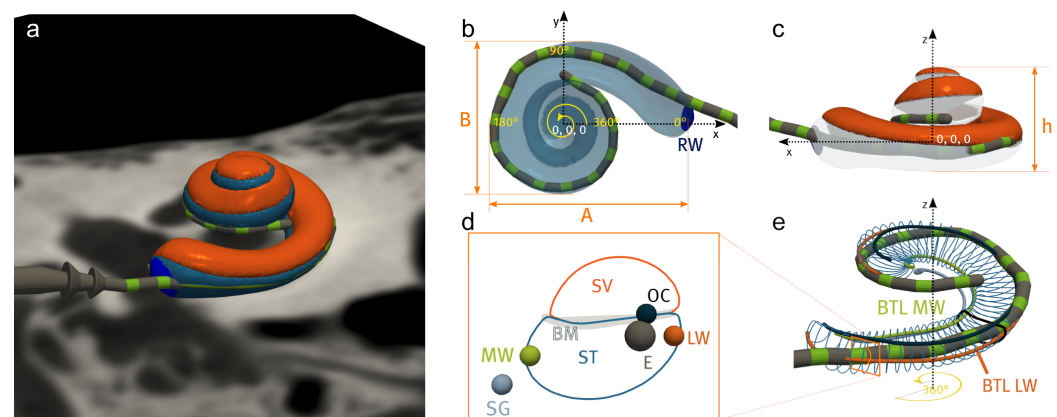 a
b
y
90°
B
180°
360°
0°
0, 0, 0
x
RW
A
c
z
0, 0, 0
x
h
d
SV
OC
BM
MW
ST
LW
E
SG
e
z
BTL MW
BTL LW
360°